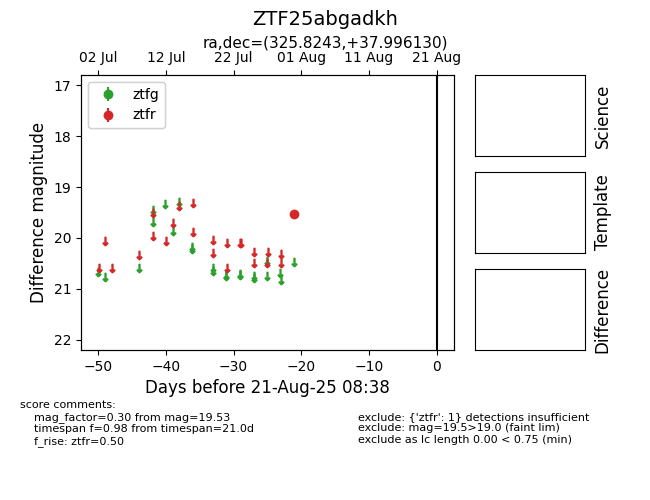 ZTF25abgadkh
ra,dec=(325.8243,+37.996130)
02 Jul 12 Jul 22 Jul 01 Aug 11 Aug 21 Aug
ztfg
ztfr
17
18
19
20
21
22
Difference magnitude
−50 −40 −30 −20 −10 0
Days before 21-Aug-25 08:38
Science
Template
Difference
score comments:
mag_factor=0.30 from mag=19.53
timespan f=0.98 from timespan=21.0d
f_rise: ztfr=0.50
exclude: {'ztfr': 1} detections insufficient
exclude: mag=19.5>19.0 (faint lim)
exclude as lc length 0.00 < 0.75 (min)